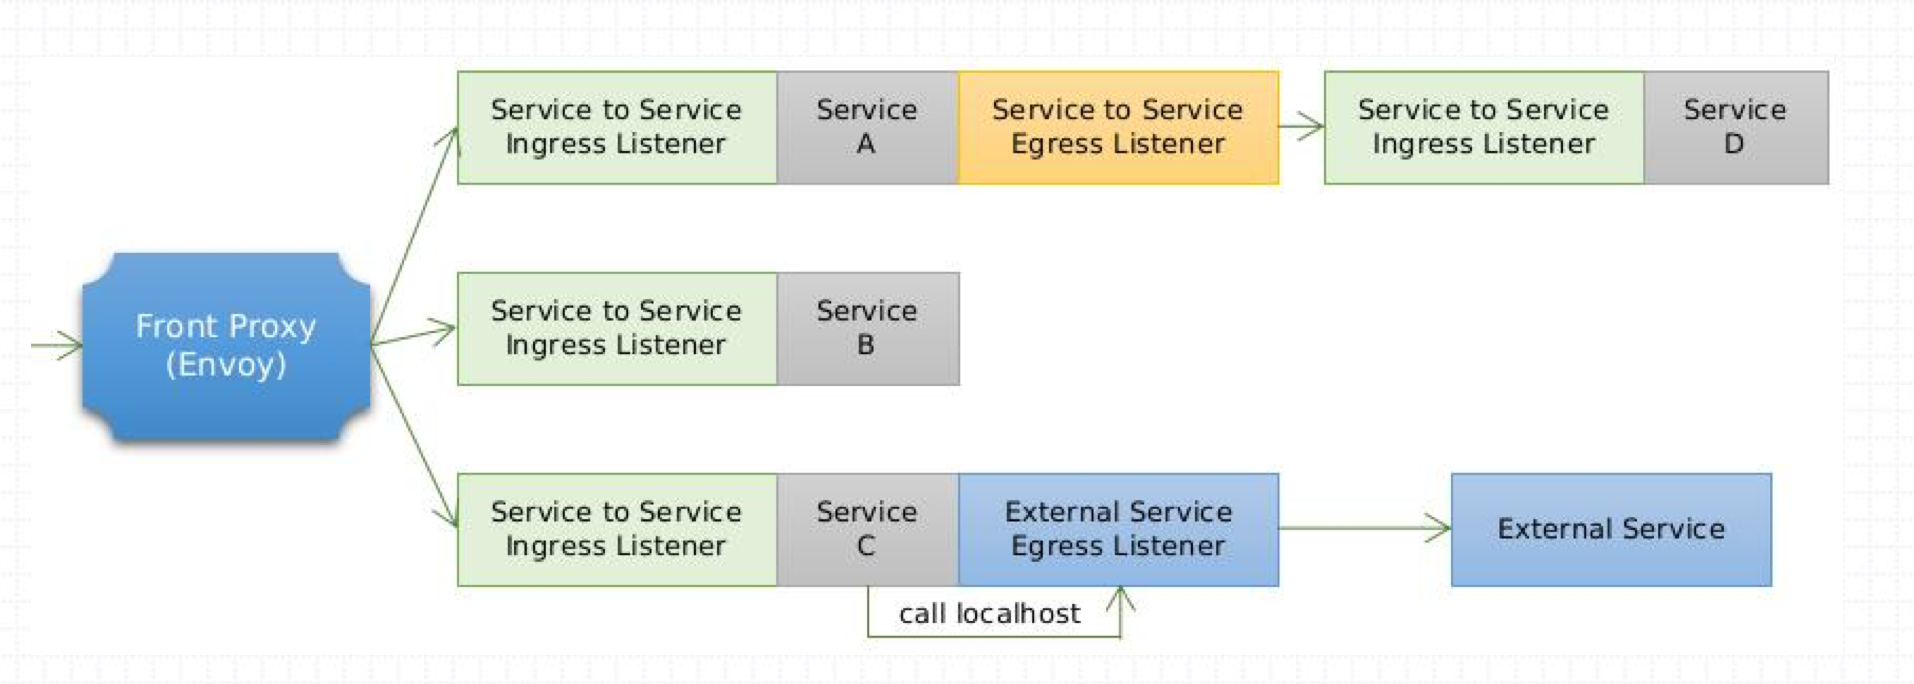 Service to Service
Ingress Listener
Service
A
Service to Service
Egress Listener
Service to Service
Ingress Listener
Service
D
Front Proxy
(Envoy)
Service to Service
Ingress Listener
Service
B
Service to Service
Ingress Listener
Service
C
External Service
Egress Listener
External Service
call localhost